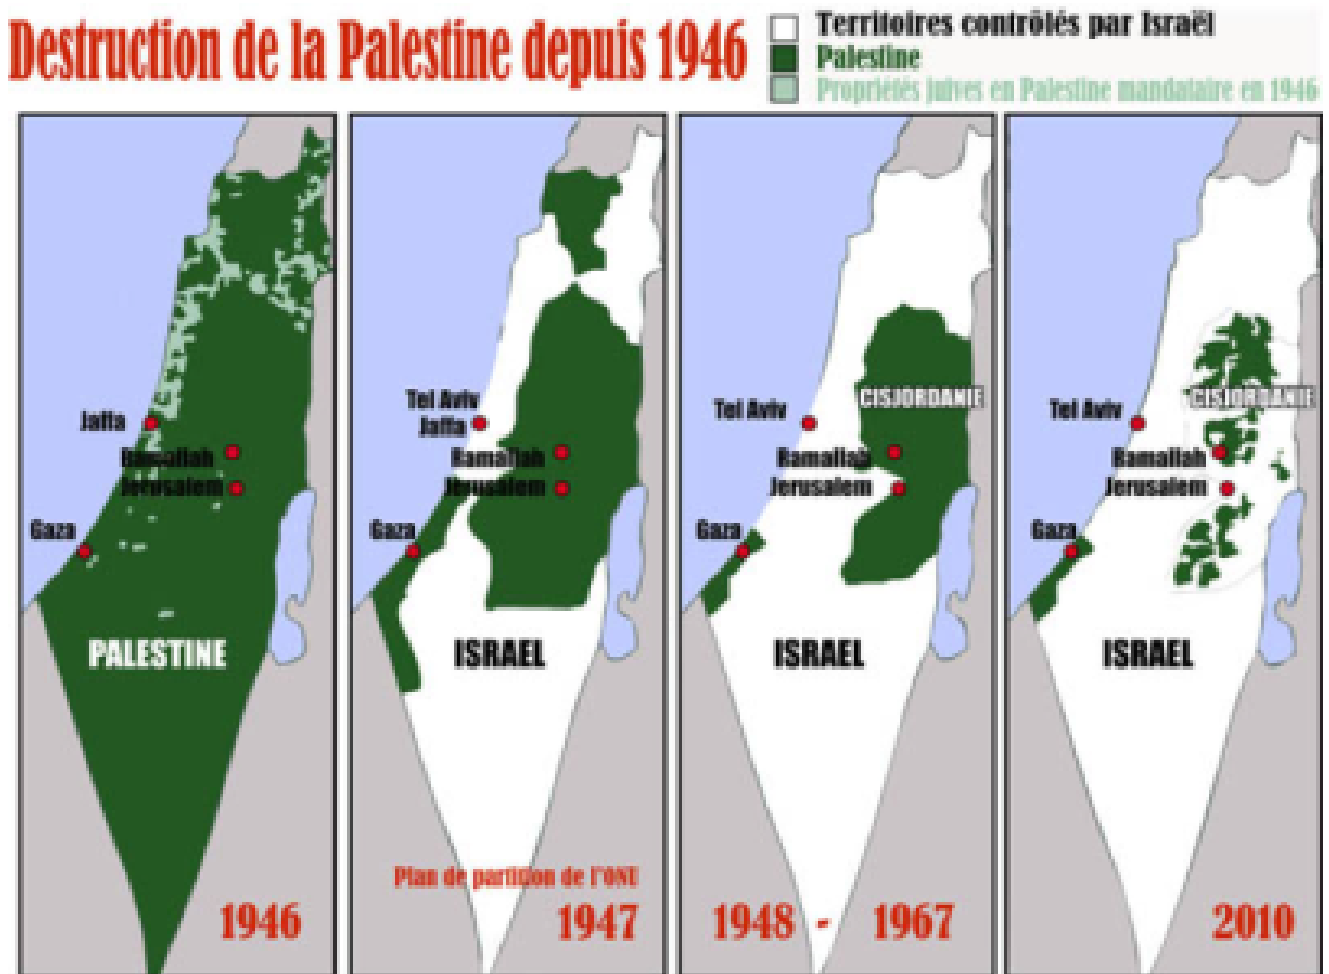 Destruction de la Palestine depuis 1946
Territoires contrôlés par Israël
Palestine
Propriétés juives en Palestine mandataire en 1946
Jaffa
Ramallah
Jerusalem
Gaza
PALESTINE
1946
Tel Aviv
Jaffa
Ramallah
Jerusalem
Gaza
ISRAEL
Plan de partition de l'ONU
1947
CISJORDANIE
Tel Aviv
Ramallah
Jerusalem
Gaza
ISRAEL
1948 - 1967
CISJORDANIE
Tel Aviv
Ramallah
Jerusalem
Gaza
ISRAEL
2010